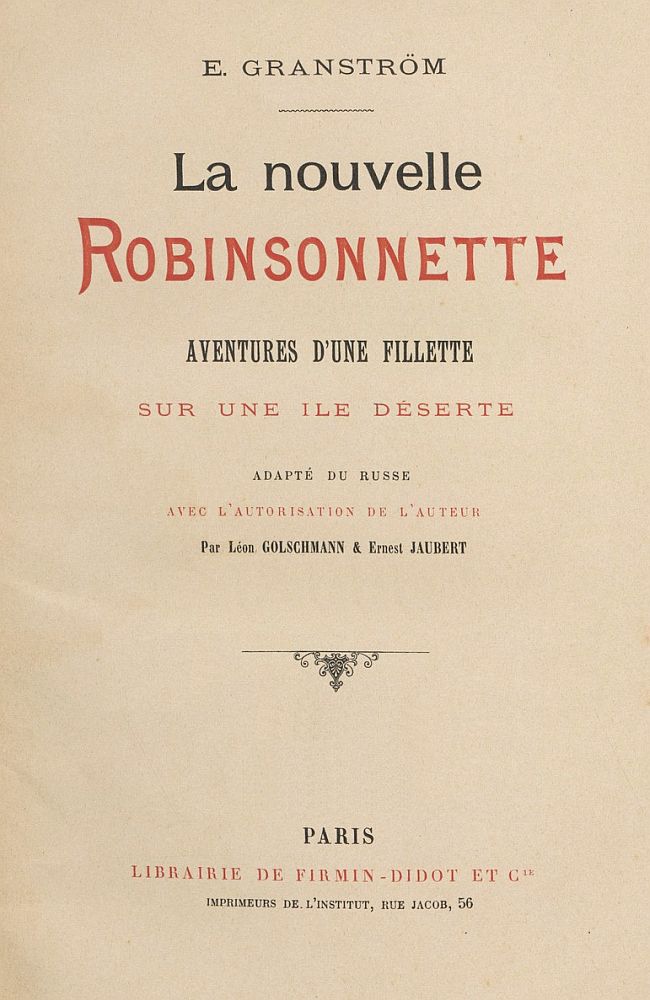 E. GRANSTRÖM
La nouvelle
ROBINSONNETTE
AVENTURES D'UNE FILLETTE
SUR UNE ILE DÉSERTE
ADAPTÉ DU RUSSE
AVEC L'AUTORISATION DE L'AUTEUR
Par Léon GOLSCHMANN & Ernest JAUBERT
PARIS
LIBRAIRIE DE FIRMIN-DIDOT ET Cᴵᴱ
IMPRIMEURS DE L'INSTITUT, RUE JACOB, 56